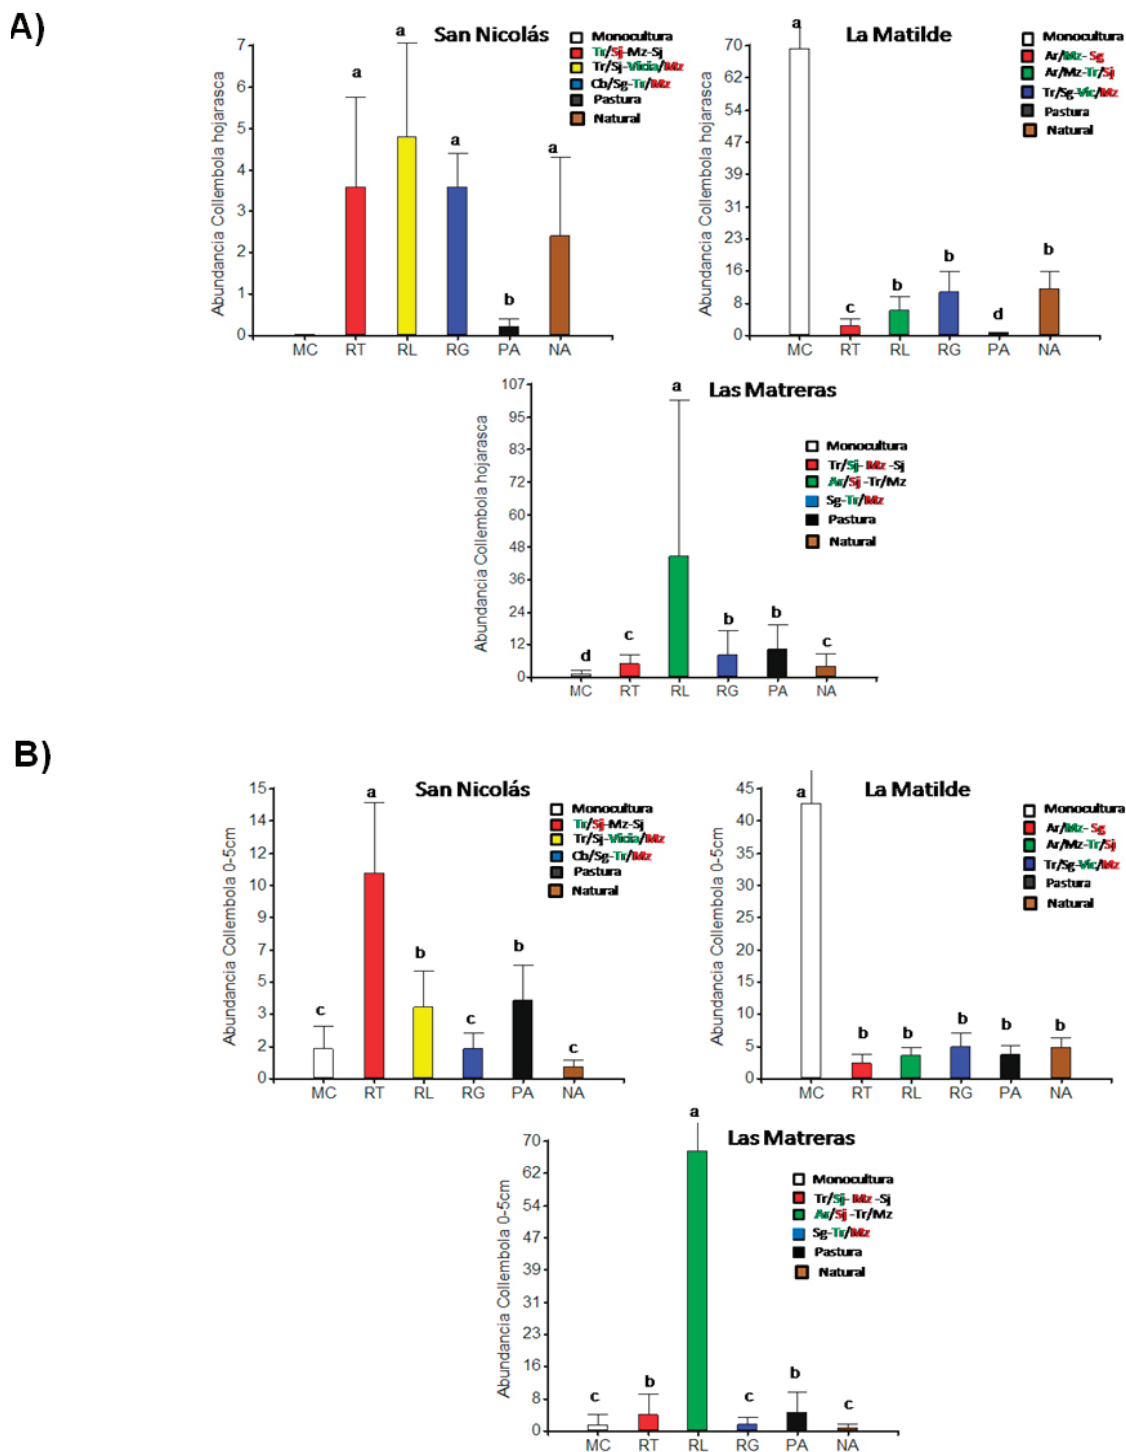 A)
San Nicolás
Abundancia Collembola hojarasca
7
6
5
4
3
2
1
0
a
a
a
b
a
MC RT RL RG PA NA
Monocultura
Tr/Sj-Mz-Sj
Tr/Sj-Vicia/Mz
Cb/Sg-Tr/Mz
Pastura
Natural
La Matilde
Abundancia Collembola hojarasca
70
62
54
47
39
31
23
16
8
0
a
c
b
b
d
b
MC RT RL RG PA NA
Monocultura
Ar/Mz-Sg
Ar/Mz-Tr/Sj
Tr/Sg-Vic/Mz
Pastura
Natural
Las Matreras
Abundancia Collembola hojarasca
107
95
83
72
60
48
36
24
12
0
d
c
a
b
b
c
MC RT RL RG PA NA
Monocultura
Tr/Sj-Mz-Sj
Ar/Sj-Tr/Mz
Sg-Tr/Mz
Pastura
Natural
B)
San Nicolás
Abundancia Collembola 0-5cm
15
14
12
10
9
7
5
3
2
0
c
a
b
c
b
c
MC RT RL RG PA NA
Monocultura
Tr/Sj-Mz-Sj
Tr/Sj-Vicia/Mz
Cb/Sg-Tr/Mz
Pastura
Natural
La Matilde
Abundancia Collembola 0-5cm
45
40
35
30
25
20
15
10
5
0
a
b
b
b
b
b
MC RT RL RG PA NA
Monocultura
Ar/Mz-Sg
Ar/Mz-Tr/Sj
Tr/Sg-Vic/Mz
Pastura
Natural
Las Matreras
Abundancia Collembola 0-5cm
70
62
54
47
39
31
23
16
8
0
c
b
a
c
b
c
MC RT RL RG PA NA
Monocultura
Tr/Sj-Mz-Sj
Ar/Sj-Tr/Mz
Sg-Tr/Mz
Pastura
Natural